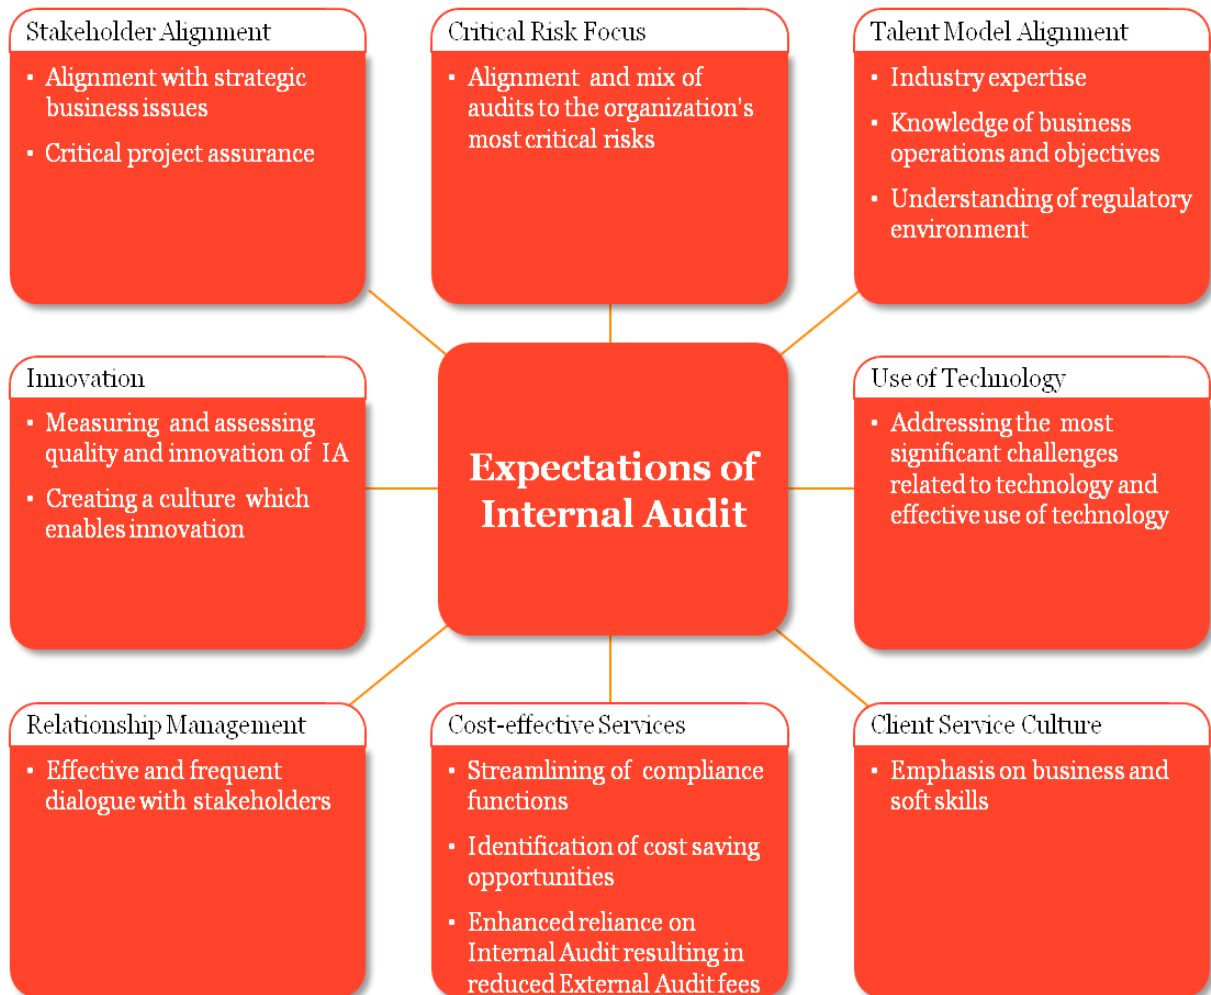 Stakeholder Alignment
▪ Alignment with strategic
business issues
▪ Critical project assurance
Critical Risk Focus
▪ Alignment and mix of
audits to the organization’s
most critical risks
Talent Model Alignment
▪ Industry expertise
▪ Knowledge of business
operations and objectives
▪ Understanding of regulatory
environment
Innovation
▪ Measuring and assessing
quality and innovation of IA
▪ Creating a culture which
enables innovation
Expectations of
Internal Audit
Use of Technology
▪ Addressing the most
significant challenges
related to technology and
effective use of technology
Relationship Management
▪ Effective and frequent
dialogue with stakeholders
Cost-effective Services
▪ Streamlining of compliance
functions
▪ Identification of cost saving
opportunities
▪ Enhanced reliance on
Internal Audit resulting in
reduced External Audit fees
Client Service Culture
▪ Emphasis on business and
soft skills